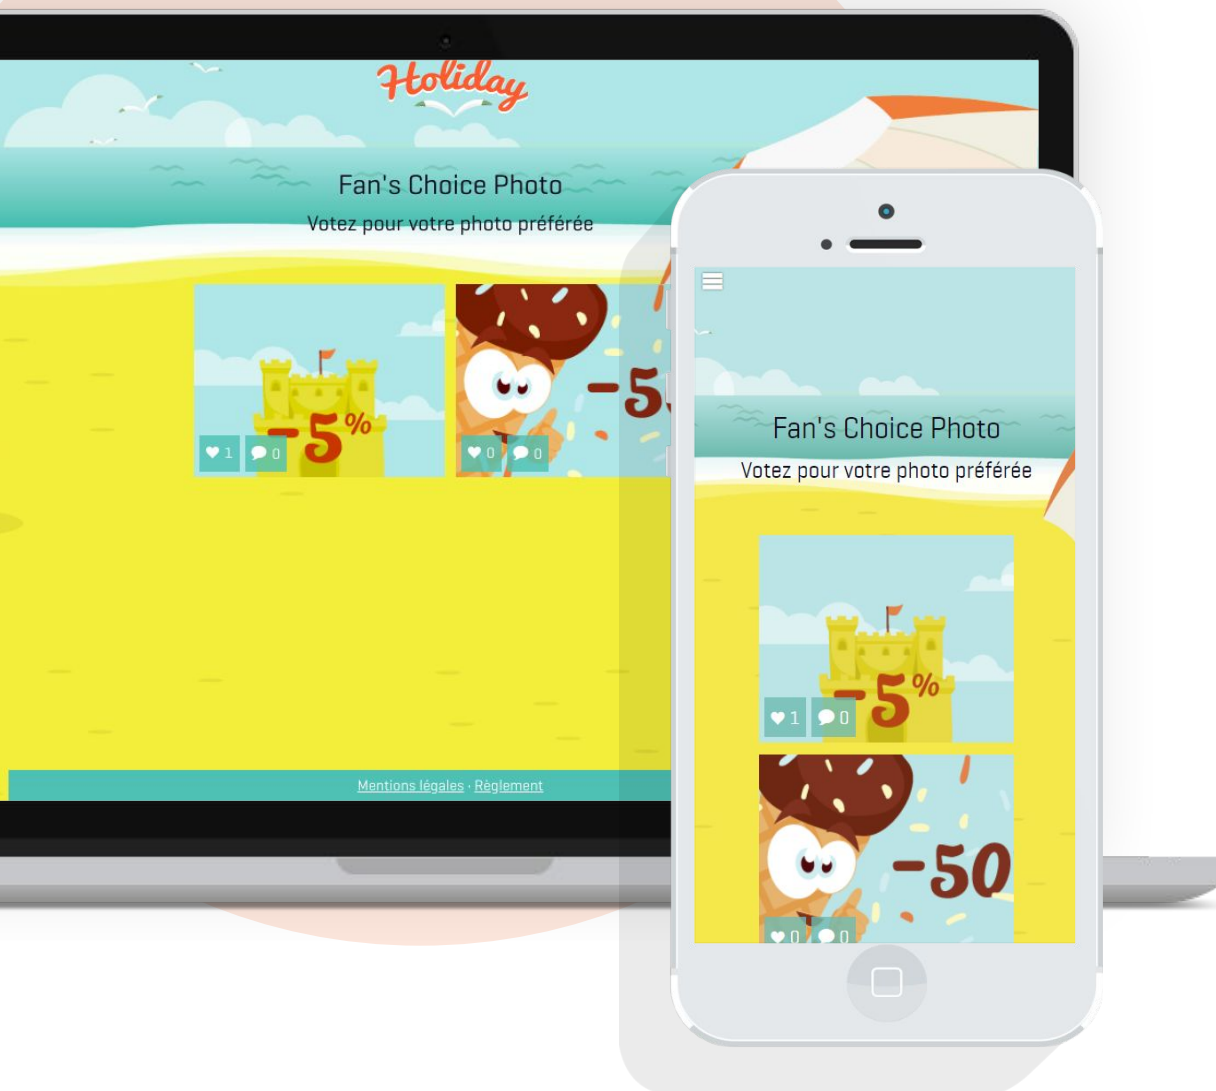 Holiday
Fan's Choice Photo
Votez pour votre photo préférée
-5%
1 0
-5
0 0
Mentions légales · Règlement
Fan's Choice Photo
Votez pour votre photo préférée
-5%
1 0
-50
0 0